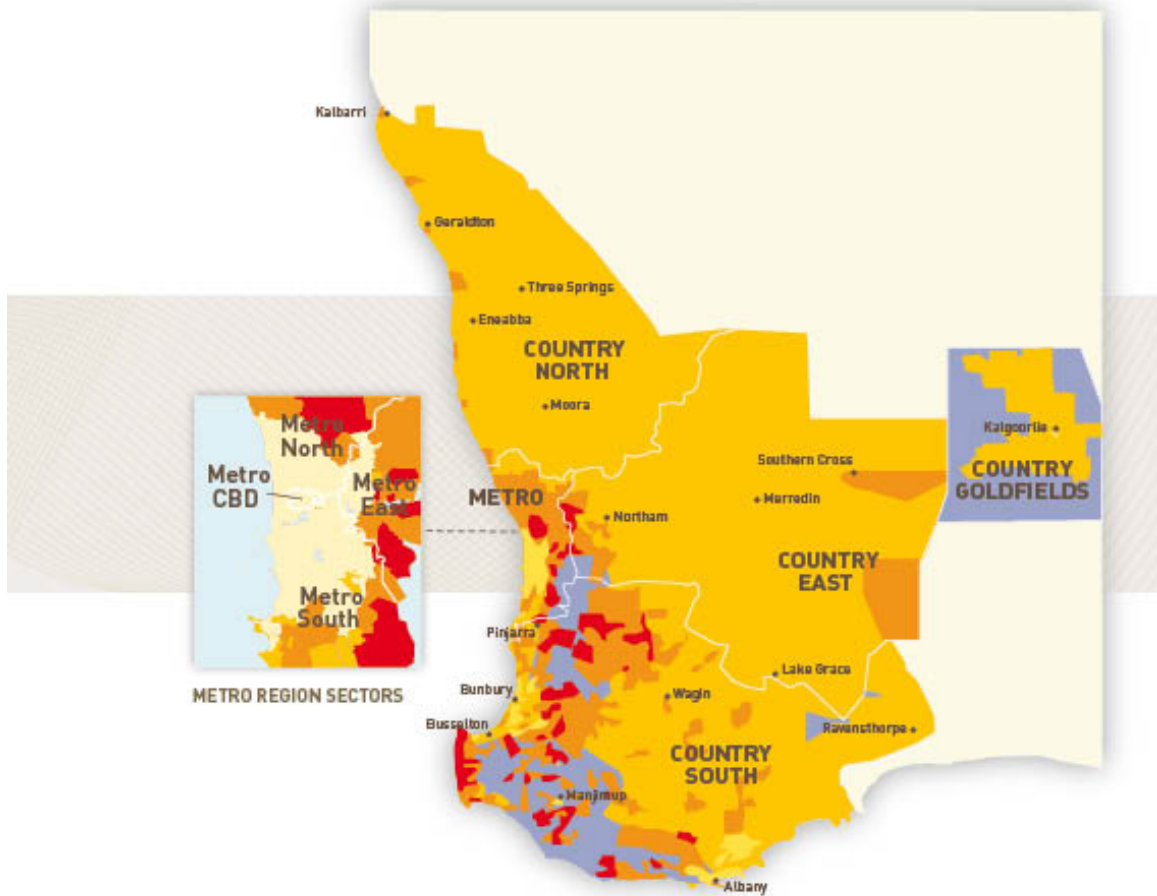 Kalbarri
Geraldton
Three Springs
Eneabba
COUNTRY
NORTH
Moora
Metro
North
Metro
CBD
Metro
East
Metro
South
METRO REGION SECTORS
METRO
Northam
Southern Cross
Merredin
Kalgoorlie
COUNTRY
GOLDFIELDS
COUNTRY
EAST
Pinjarra
Lake Grace
Bunbury
Wagin
Busselton
Ravensthorpe
COUNTRY
SOUTH
Manjimup
Albany